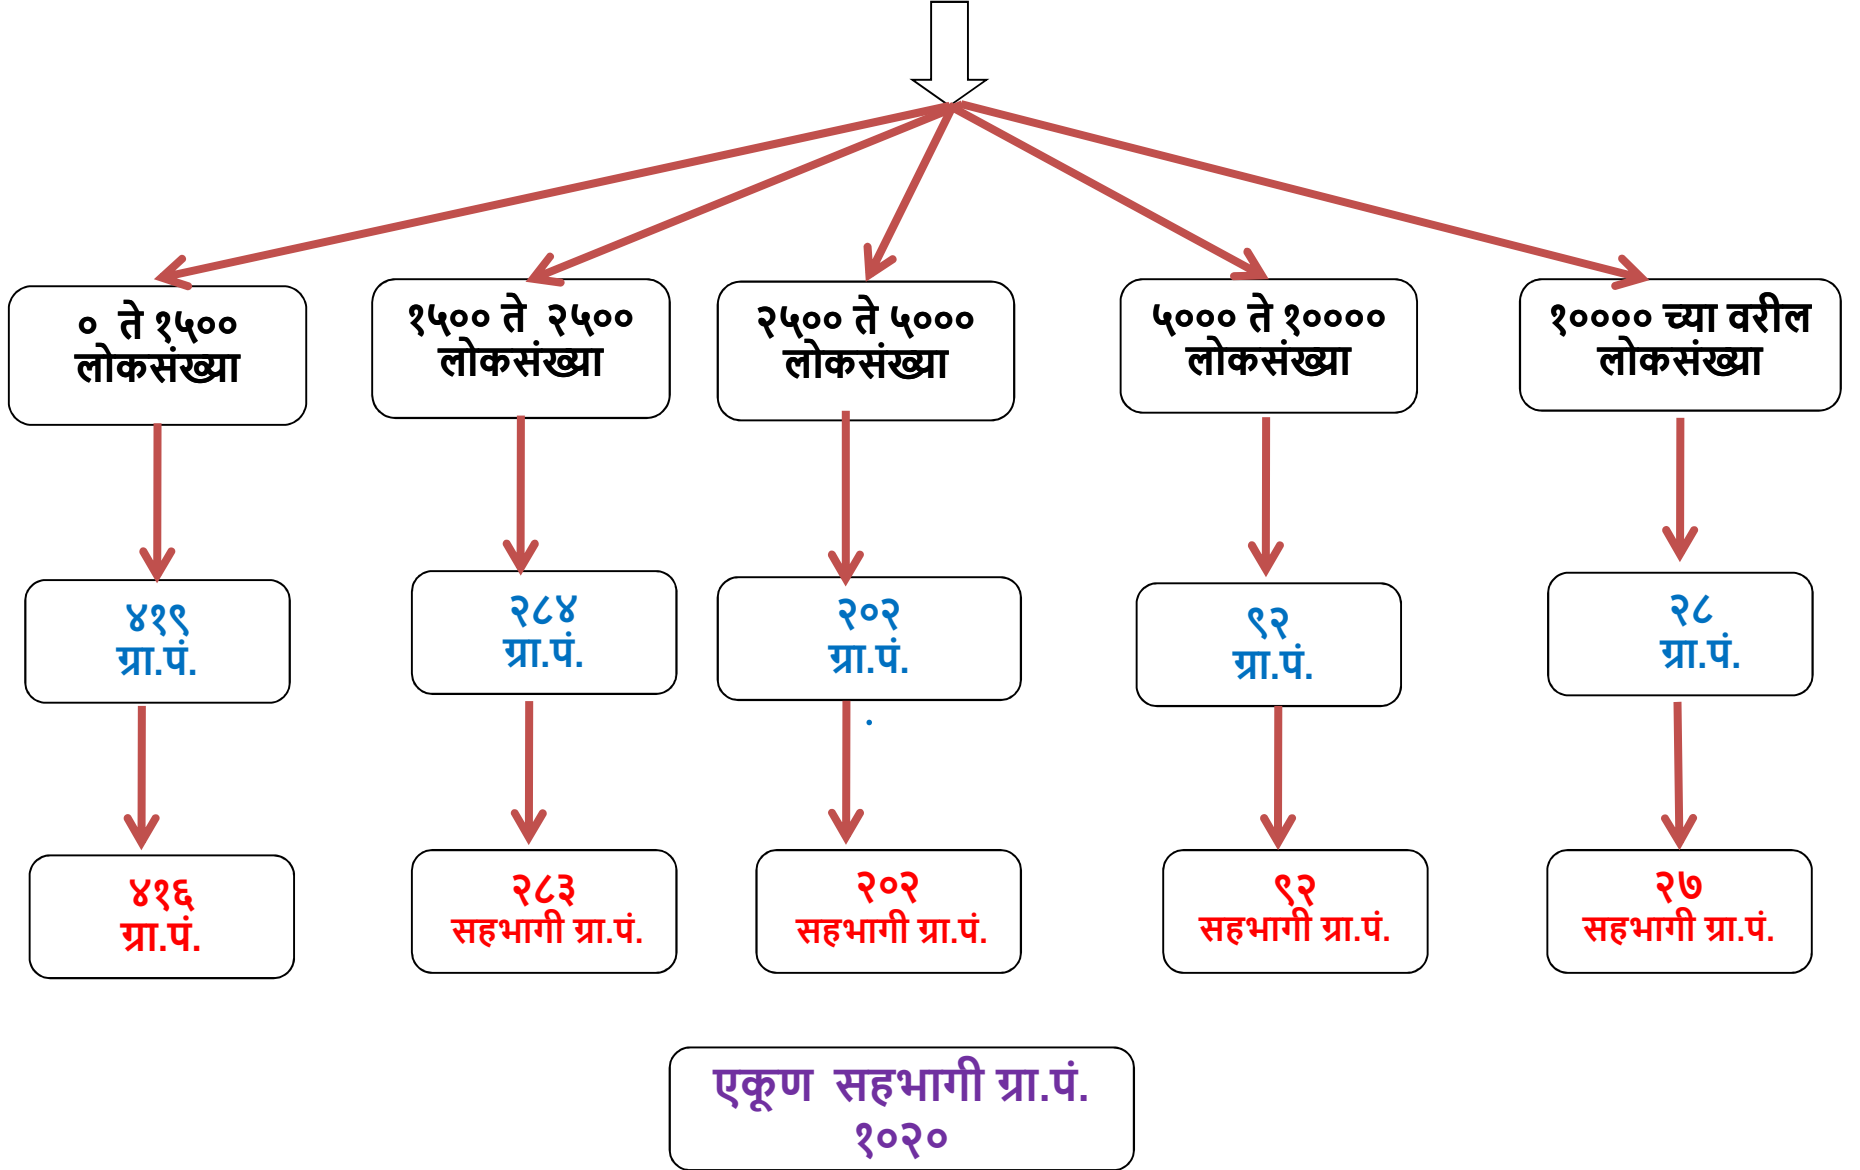 ० ते १५००
लोकसंख्या
१५०० ते २५००
लोकसंख्या
२५०० ते ५०००
लोकसंख्या
५००० ते १००००
लोकसंख्या
१०००० च्या वरील
लोकसंख्या
४१९
ग्रा.पं.
२८४
ग्रा.पं.
२०२
ग्रा.पं.
.
९२
ग्रा.पं.
२८
ग्रा.पं.
४१६
ग्रा.पं.
२८३
सहभागी ग्रा.पं.
२०२
सहभागी ग्रा.पं.
९२
सहभागी ग्रा.पं.
२७
सहभागी ग्रा.पं.
एकूण सहभागी ग्रा.पं.
१०२०